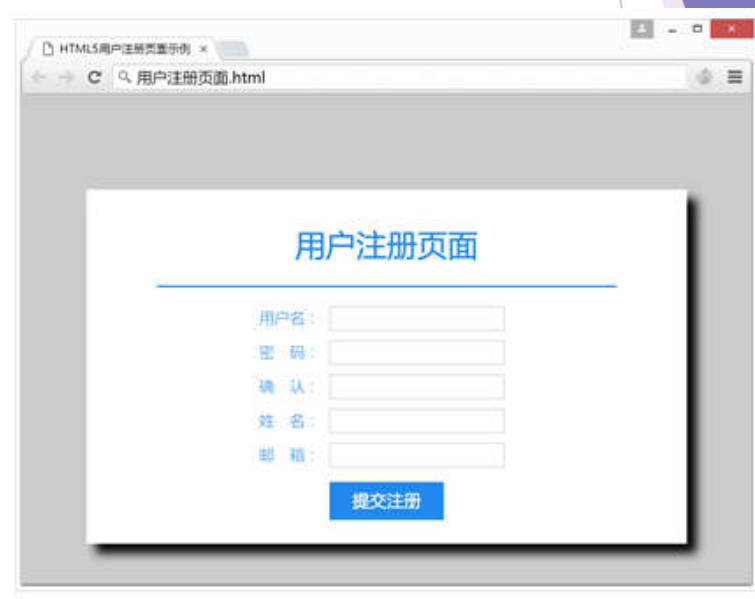 HTML5用户注册页面示例 ×
用户注册页面.html
用户注册页面
用户名：
密 码：
确 认：
姓 名：
邮 箱：
提交注册